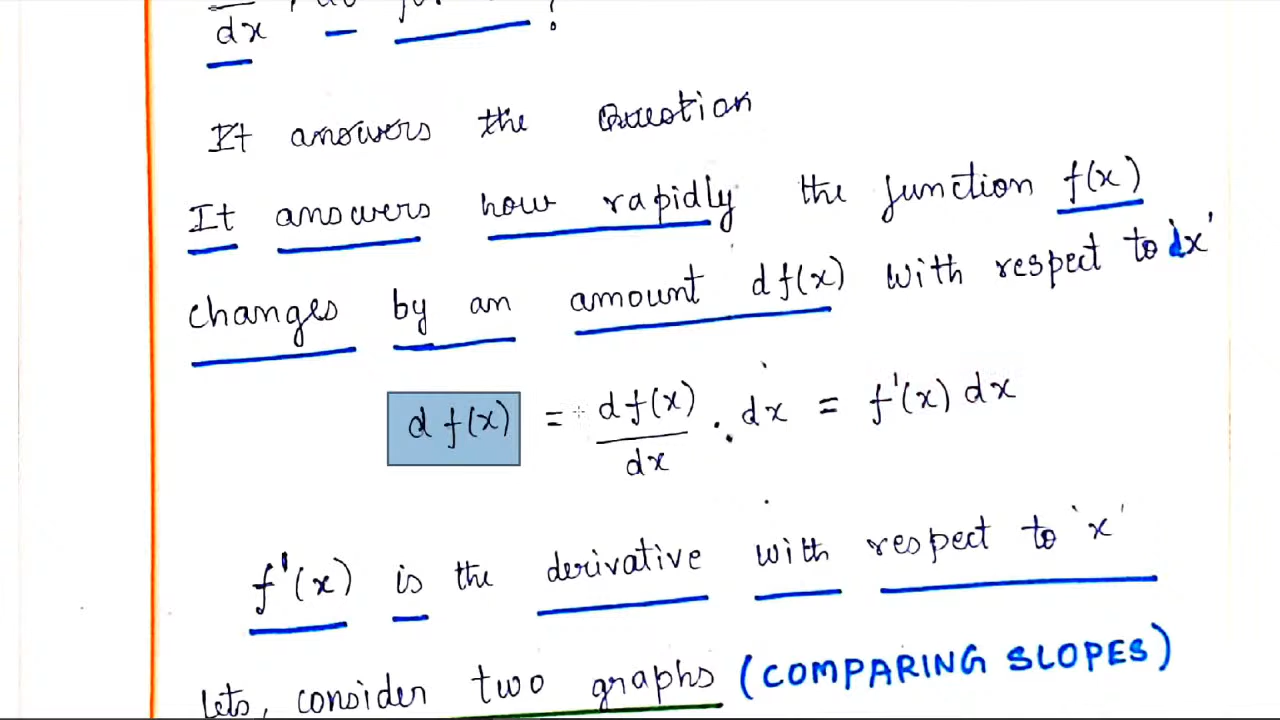 dx
?
It answers the Question
It answers how rapidly the function f(x)
changes by an amount df(x) with respect to 'x'
df(x) = df(x)/dx . dx = f'(x) dx
f'(x) is the derivative with respect to 'x'
lets, consider two graphs (COMPARING SLOPES)